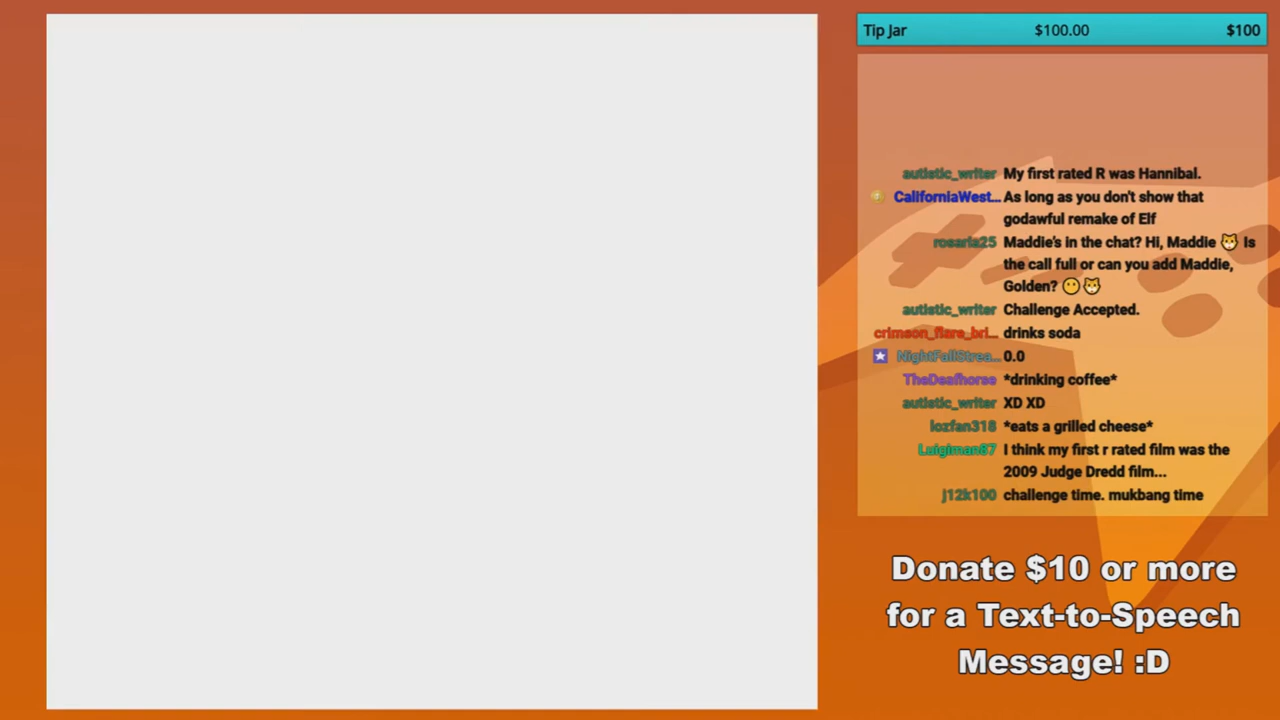 Tip Jar $100.00 $100
autistic_writer My first rated R was Hannibal.
CaliforniaWest... As long as you don't show that
godawful remake of Elf
rosaria25 Maddie's in the chat? Hi, Maddie 🐱 Is
the call full or can you add Maddie,
Golden? 😶🐱
autistic_writer Challenge Accepted.
crimson_flare_bri... drinks soda
NightFallStrea... 0.0
TheDeafhorse *drinking coffee*
autistic_writer XD XD
lozfan318 *eats a grilled cheese*
Luigiman87 I think my first r rated film was the
2009 Judge Dredd film...
j12k100 challenge time. mukbang time
Donate $10 or more
for a Text-to-Speech
Message! :D